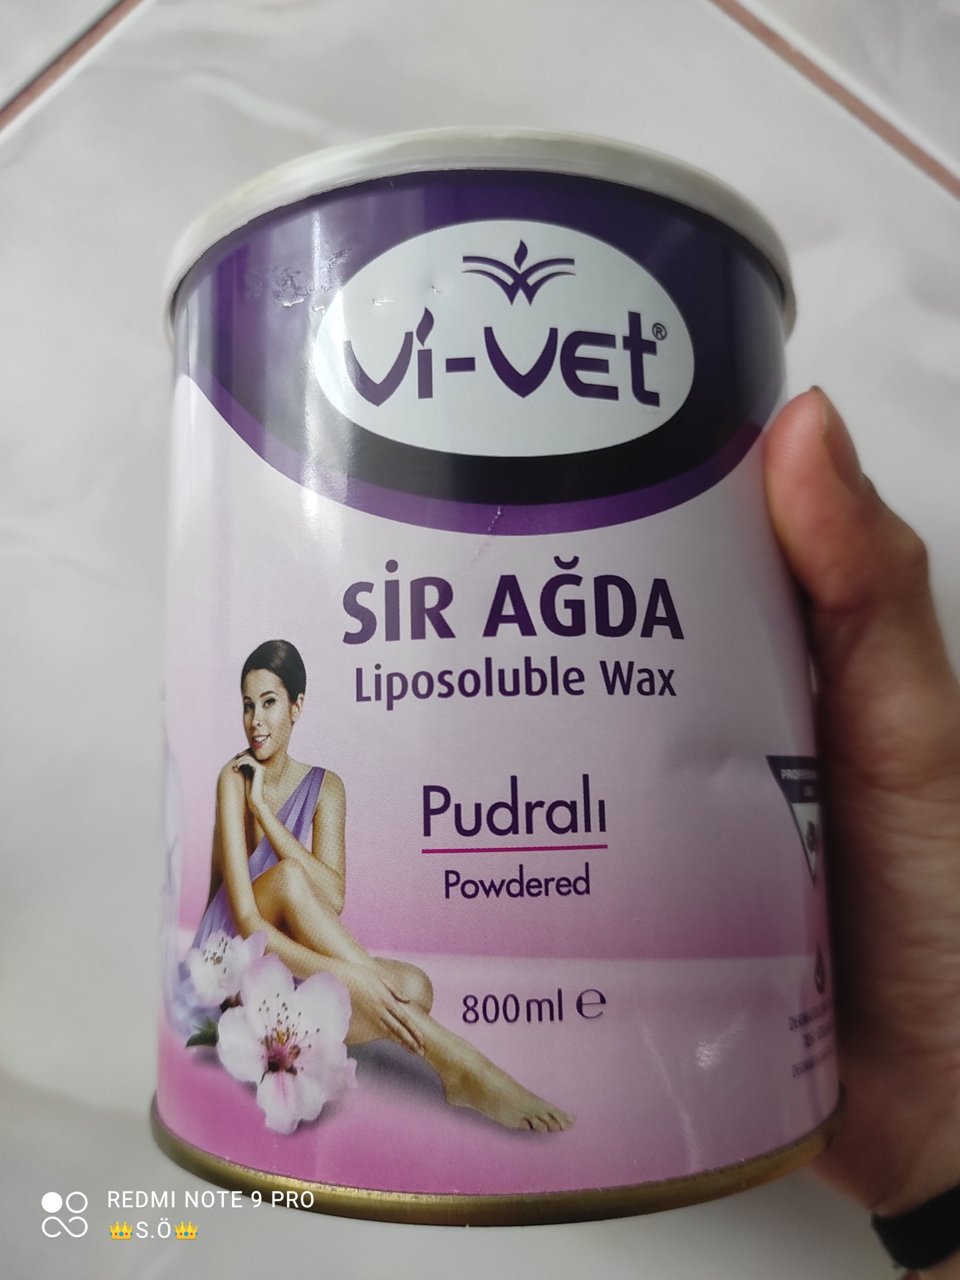 Vi-VEt®
SİR AĞDA
Liposoluble Wax
Pudralı
Powdered
800ml ℮
REDMI NOTE 9 PRO
👑S.Ö👑